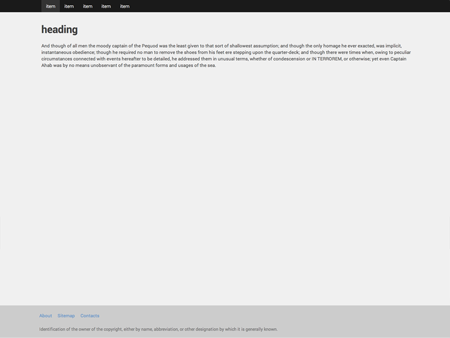 item item item item item
heading
And though of all men the moody captain of the Pequod was the least given to that sort of shallowest assumption; and though the only homage he ever exacted, was implicit,
instantaneous obedience; though he required no man to remove the shoes from his feet ere stepping upon the quarter-deck; and though there were times when, owing to peculiar
circumstances connected with events hereafter to be detailed, he addressed them in unusual terms, whether of condescension or IN TERROREM, or otherwise; yet even Captain
Ahab was by no means unobservant of the paramount forms and usages of the sea.
About Sitemap Contacts
Identification of the owner of the copyright, either by name, abbreviation, or other designation by which it is generally known.